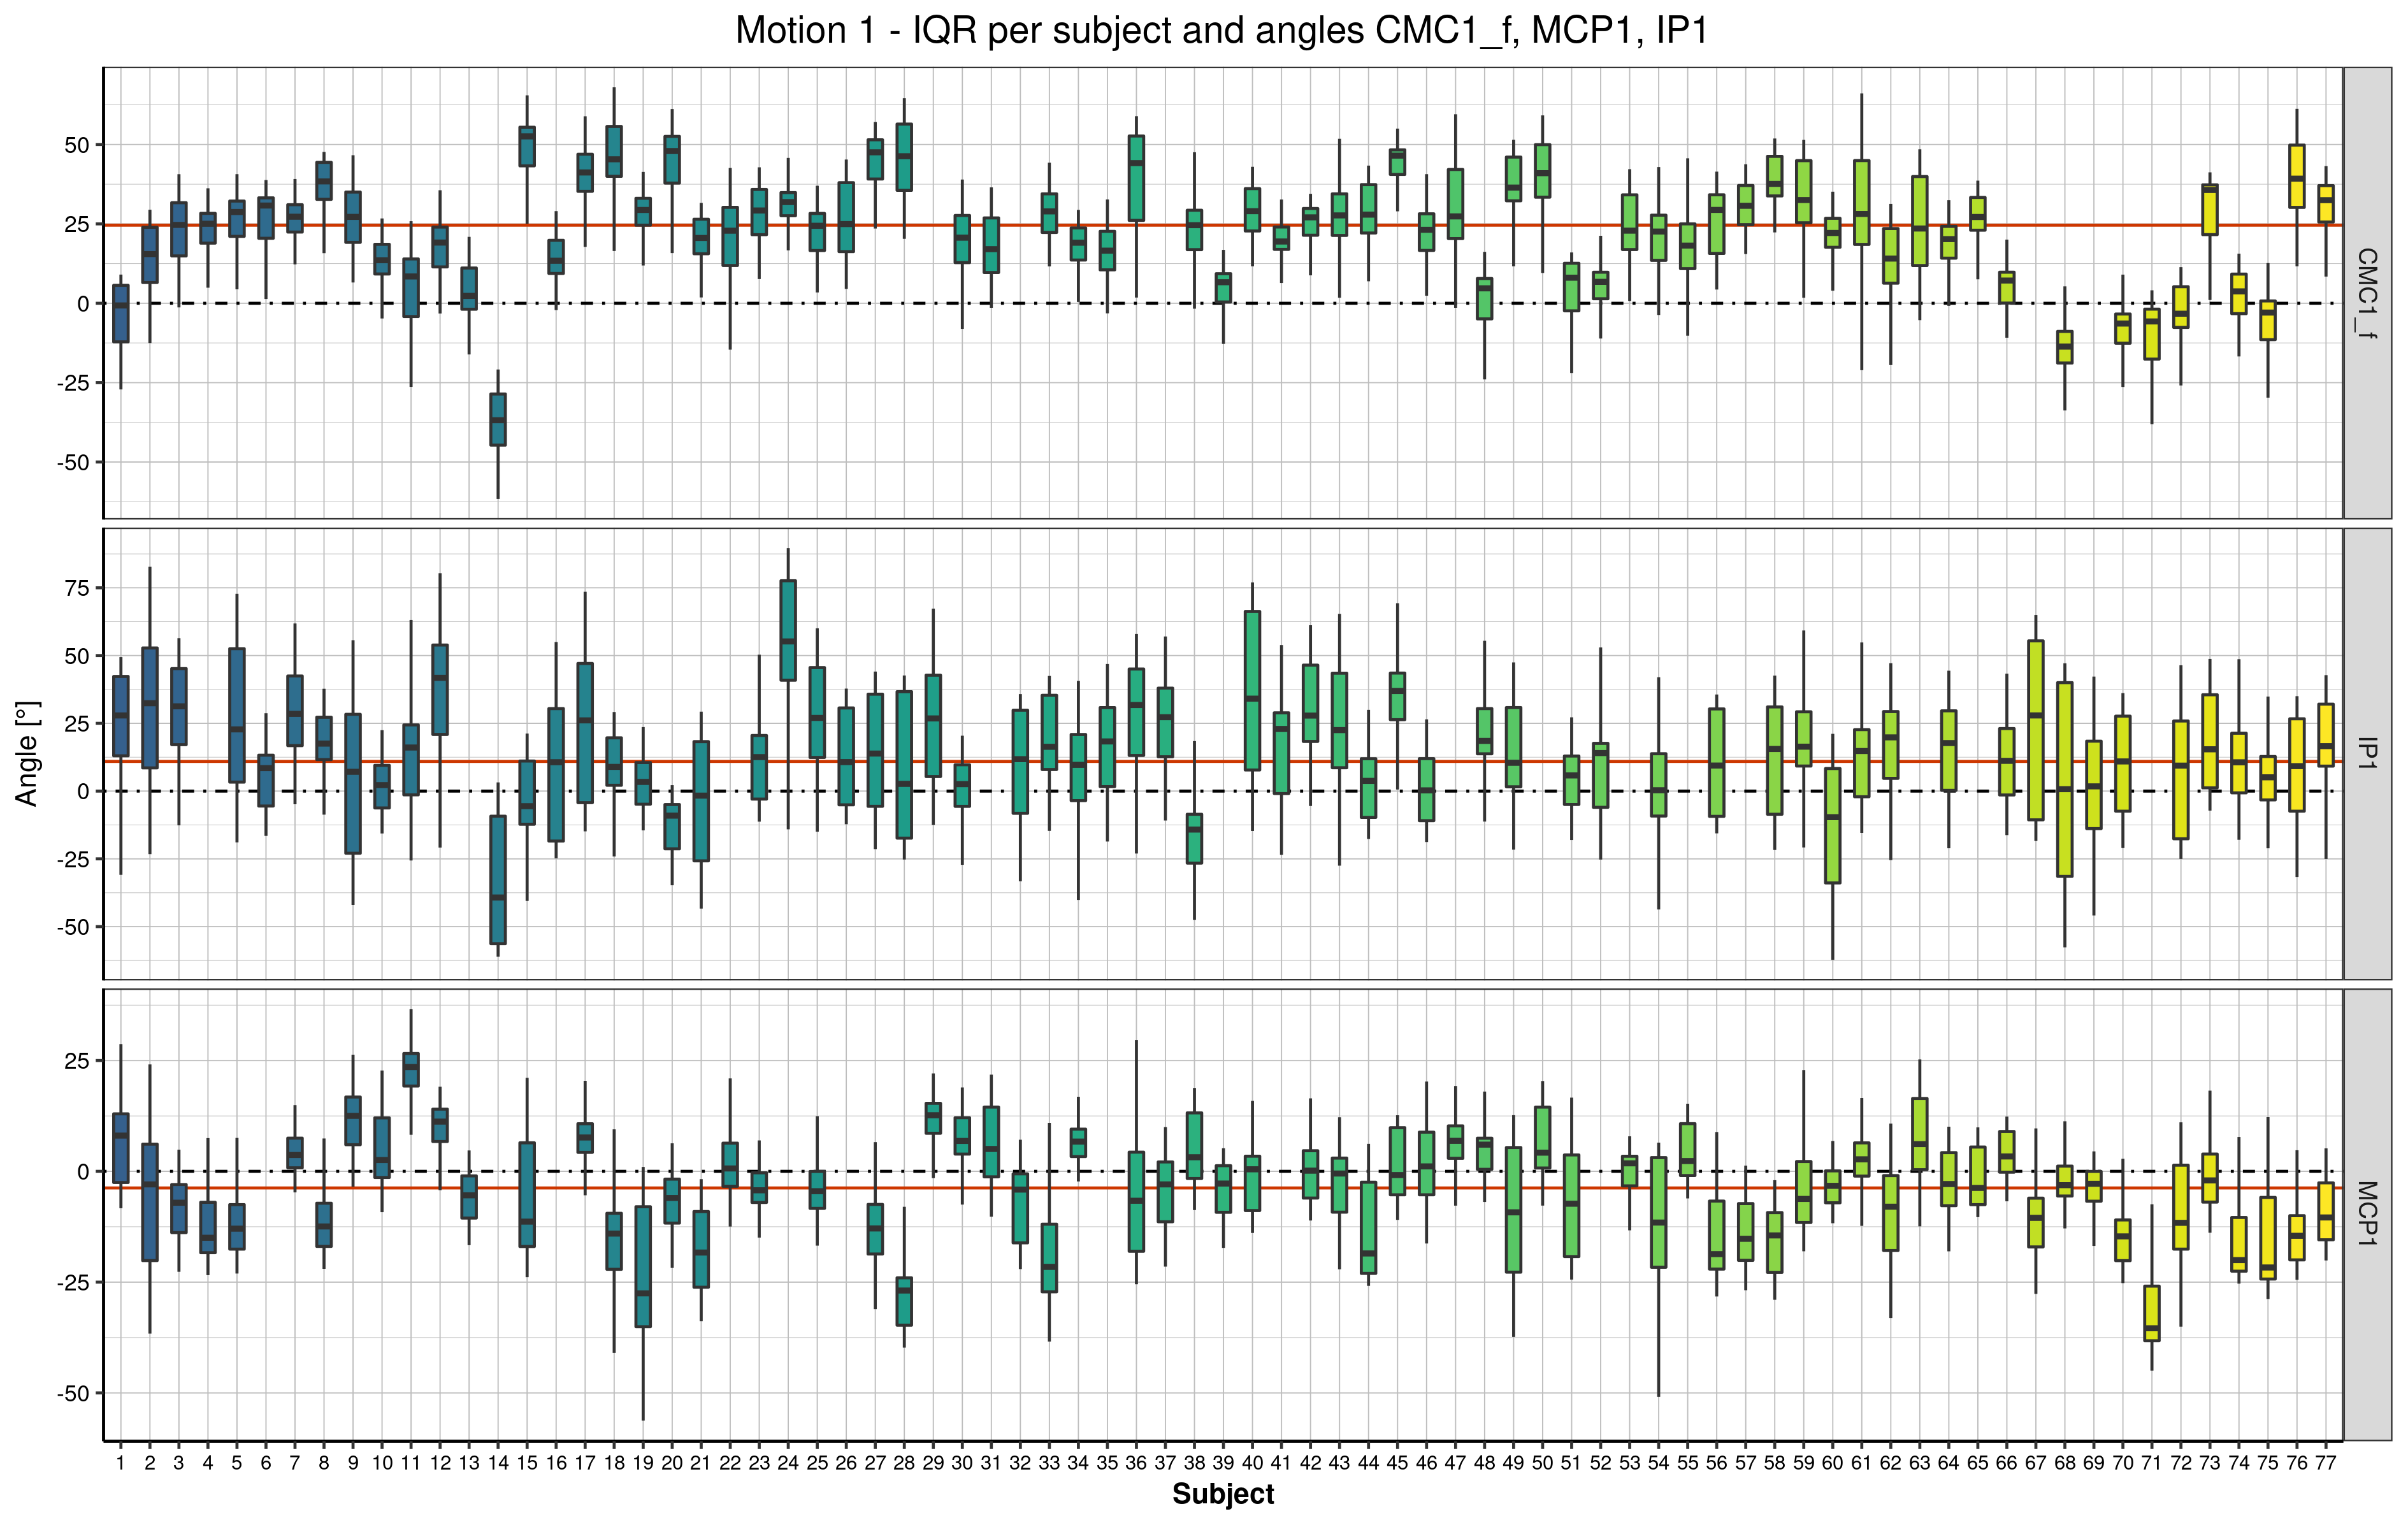 Motion 1 - IQR per subject and angles CMC1_f, MCP1, IP1
50
25
0
-25
-50
CMC1_f
75
50
25
0
-25
-50
IP1
Angle [°]
25
0
-25
-50
MCP1
1 2 3 4 5 6 7 8 9 10 11 12 13 14 15 16 17 18 19 20 21 22 23 24 25 26 27 28 29 30 31 32 33 34 35 36 37 38 39 40 41 42 43 44 45 46 47 48 49 50 51 52 53 54 55 56 57 58 59 60 61 62 63 64 65 66 67 68 69 70 71 72 73 74 75 76 77
Subject